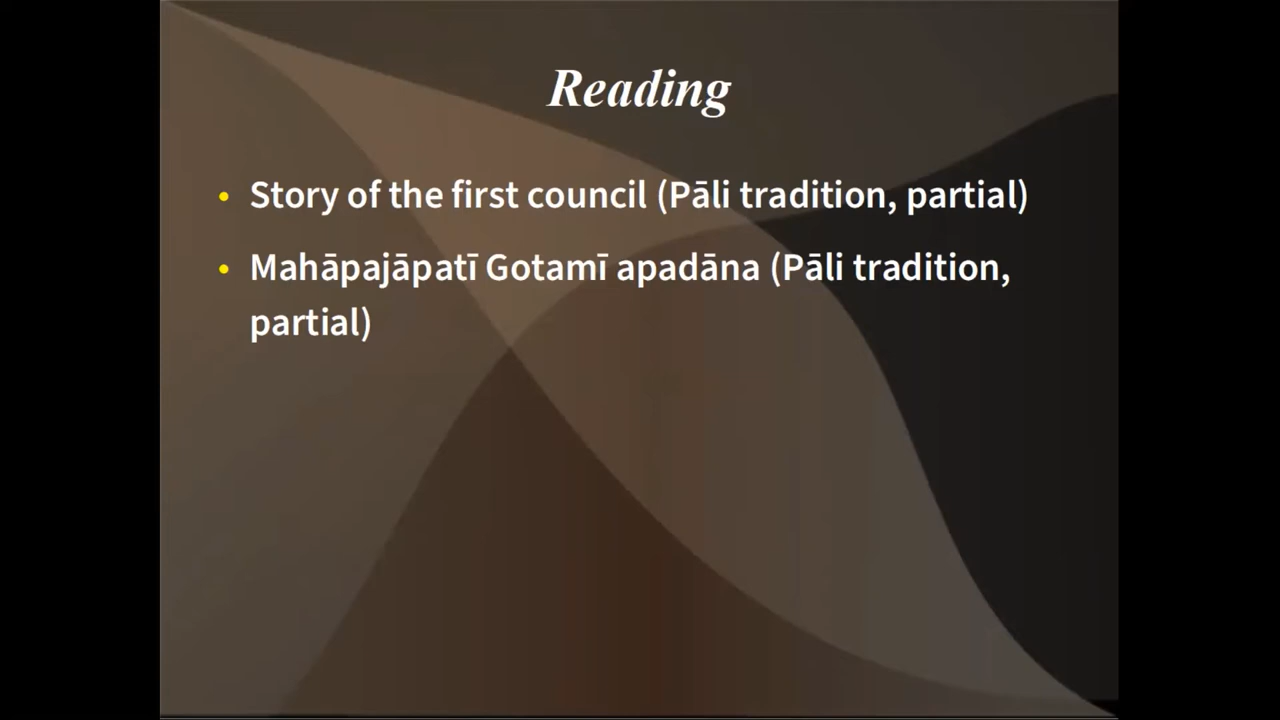 Reading
• Story of the first council (Pāli tradition, partial)
• Mahāpajāpatī Gotamī apadāna (Pāli tradition,
partial)